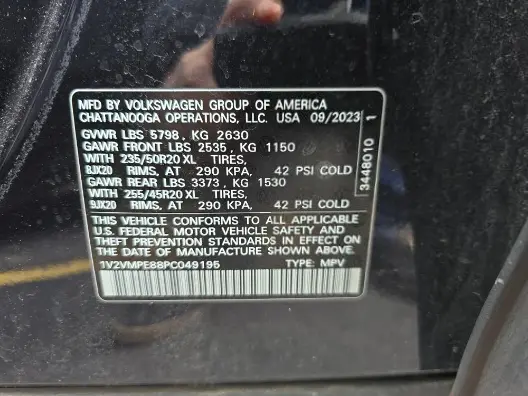 MFD BY VOLKSWAGEN GROUP OF AMERICA
CHATTANOOGA OPERATIONS, LLC. USA 09/2023
GVWR LBS 5798, KG 2630
GAWR FRONT LBS 2535, KG 1150
WITH 235/50R20 XL TIRES,
8JX20 RIMS, AT 290 KPA, 42 PSI COLD
GAWR REAR LBS 3373, KG 1530
WITH 255/45R20 XL TIRES,
9JX20 RIMS, AT 290 KPA, 42 PSI COLD
THIS VEHICLE CONFORMS TO ALL APPLICABLE
U.S. FEDERAL MOTOR VEHICLE SAFETY AND
THEFT PREVENTION STANDARDS IN EFFECT ON
THE DATE OF MANUFACTURE SHOWN ABOVE.
1V2VMPE88PC049195 TYPE: MPV
3448010 1